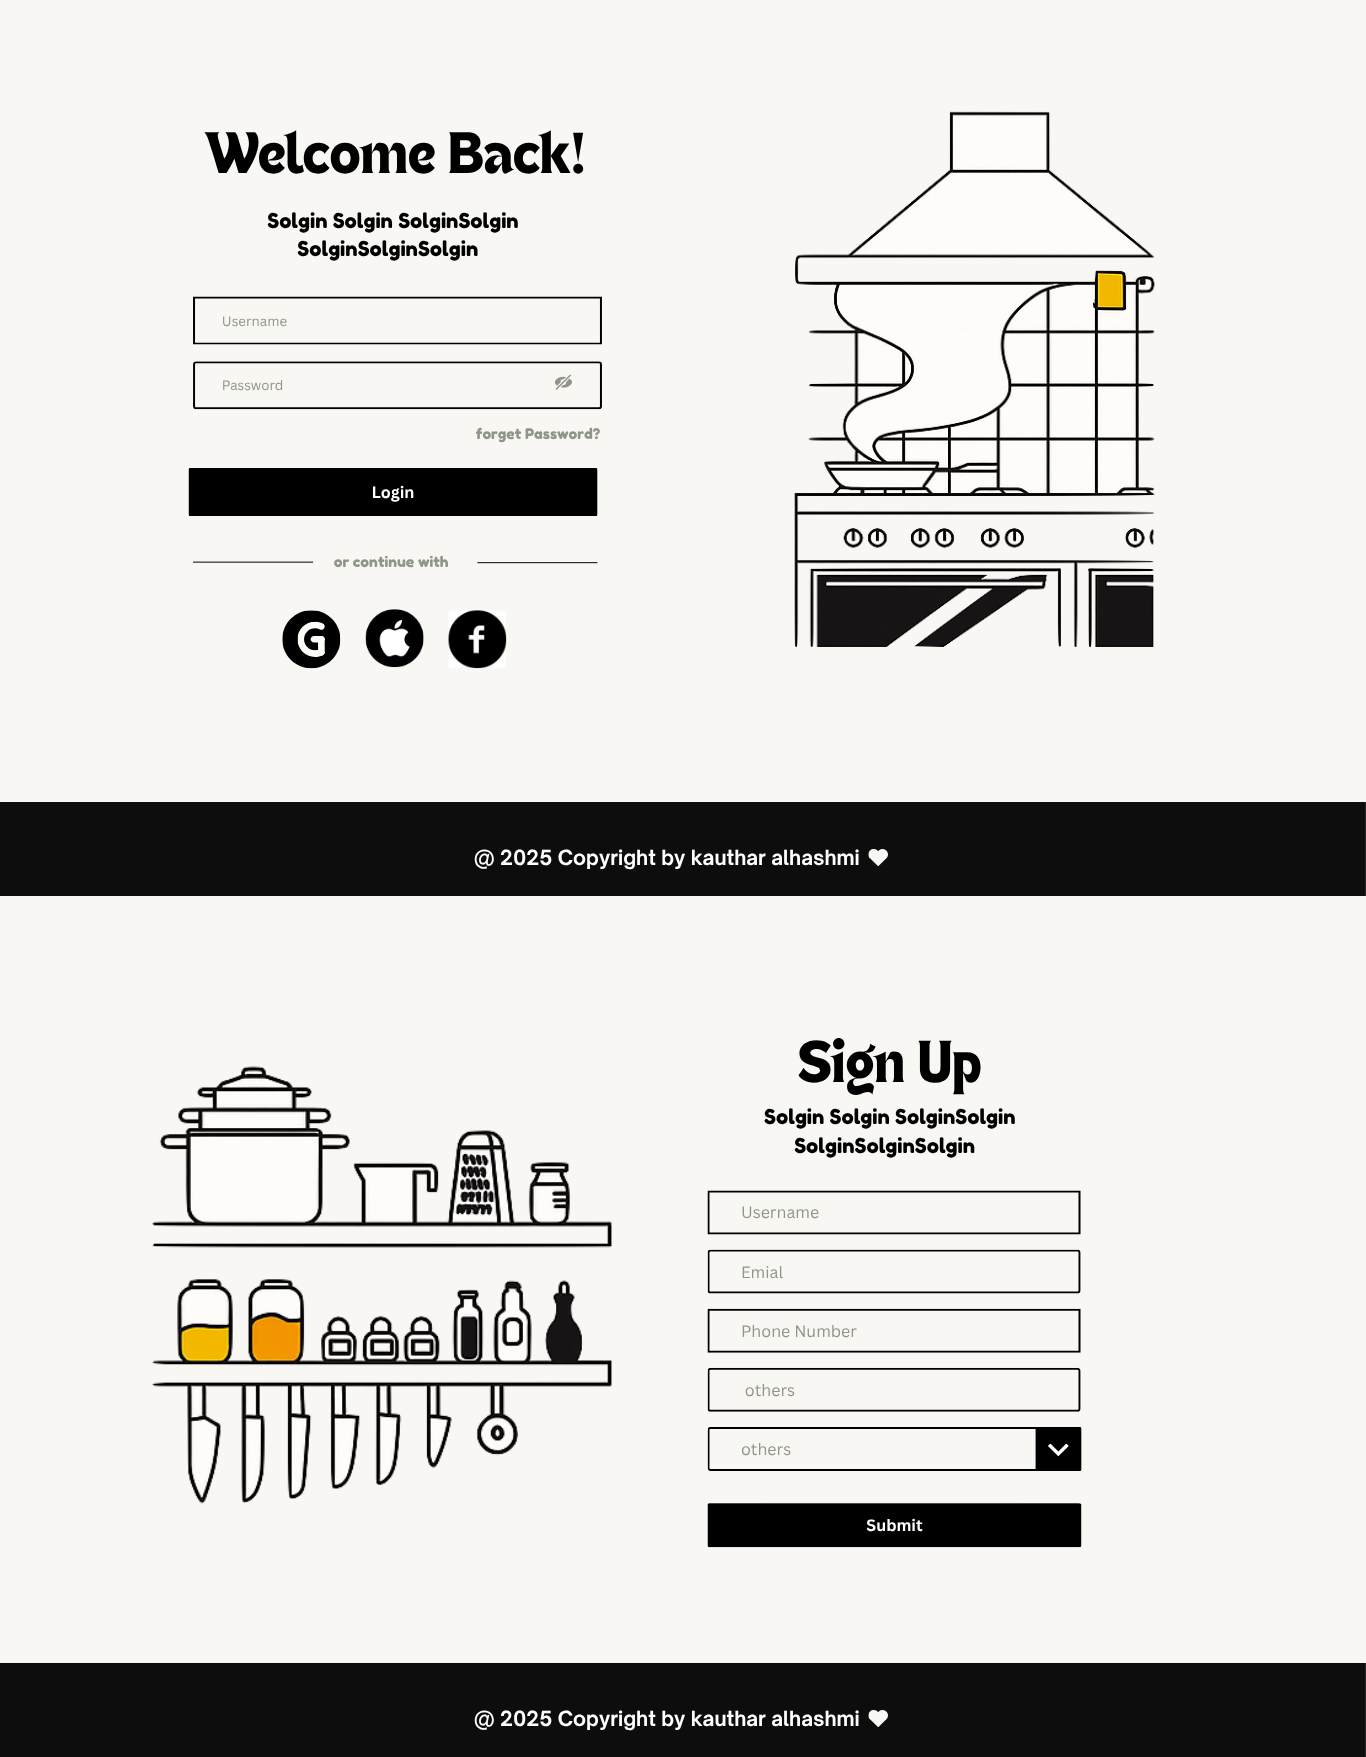 Welcome Back!
Solgin Solgin SolginSolgin
SolginSolginSolgin
Username
Password
forget Password?
Login
or continue with
G
f
@ 2025 Copyright by kauthar alhashmi
Sign Up
Solgin Solgin SolginSolgin
SolginSolginSolgin
Username
Emial
Phone Number
others
others
Submit
@ 2025 Copyright by kauthar alhashmi